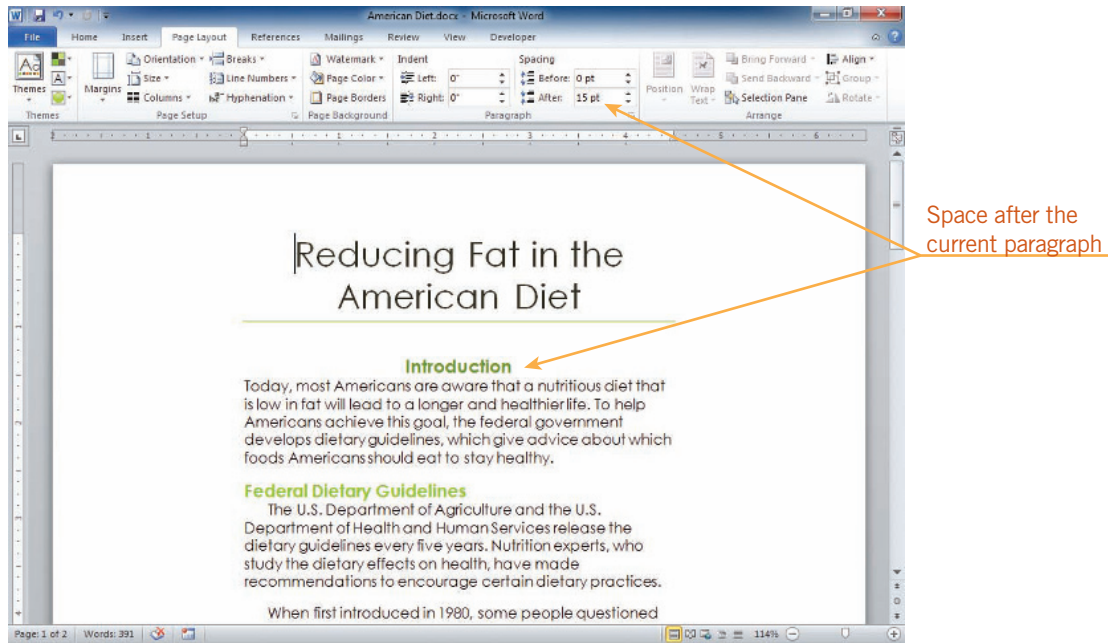 American Diet.docx - Microsoft Word
File Home Insert Page Layout References Mailings Review View Developer
Orientation Breaks Watermark Indent Spacing Bring Forward Align
Themes Margins Size Line Numbers Page Color Left: 0" Before: 0 pt Position Wrap Text Send Backward Group
Columns Hyphenation Page Borders Right: 0" After: 15 pt Selection Pane Rotate
Themes Page Setup Page Background Paragraph Arrange
1 2 3 4 5 6
Space after the
current paragraph
Reducing Fat in the
American Diet
Introduction
Today, most Americans are aware that a nutritious diet that
is low in fat will lead to a longer and healthier life. To help
Americans achieve this goal, the federal government
develops dietary guidelines, which give advice about which
foods Americans should eat to stay healthy.
Federal Dietary Guidelines
The U.S. Department of Agriculture and the U.S.
Department of Health and Human Services release the
dietary guidelines every five years. Nutrition experts, who
study the dietary effects on health, have made
recommendations to encourage certain dietary practices.
When first introduced in 1980, some people questioned
Page: 1 of 2 Words: 391 114%